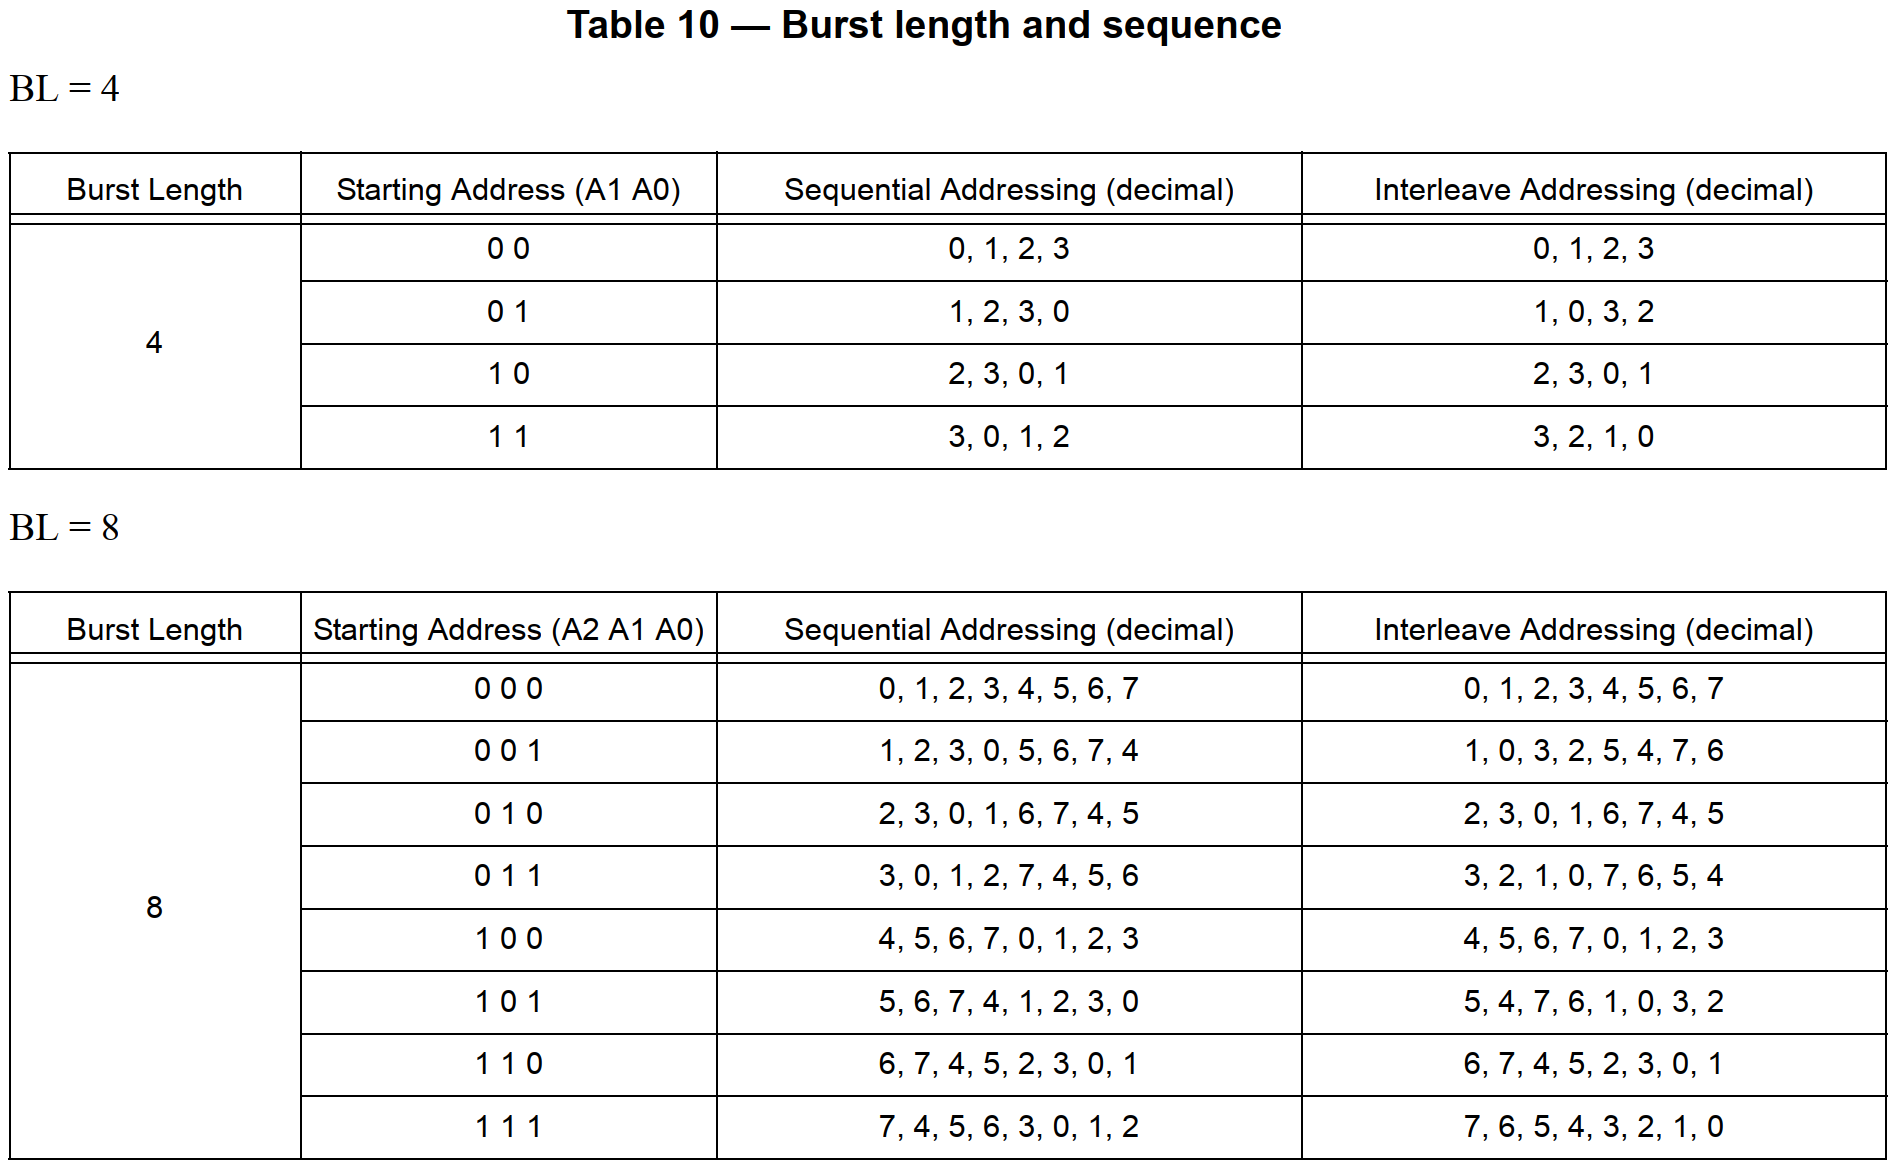 Table 10 — Burst length and sequence
BL = 4
Burst Length Starting Address (A1 A0) Sequential Addressing (decimal) Interleave Addressing (decimal)
4
0 0 0, 1, 2, 3 0, 1, 2, 3
0 1 1, 2, 3, 0 1, 0, 3, 2
1 0 2, 3, 0, 1 2, 3, 0, 1
1 1 3, 0, 1, 2 3, 2, 1, 0
BL = 8
Burst Length Starting Address (A2 A1 A0) Sequential Addressing (decimal) Interleave Addressing (decimal)
8
0 0 0 0, 1, 2, 3, 4, 5, 6, 7 0, 1, 2, 3, 4, 5, 6, 7
0 0 1 1, 2, 3, 0, 5, 6, 7, 4 1, 0, 3, 2, 5, 4, 7, 6
0 1 0 2, 3, 0, 1, 6, 7, 4, 5 2, 3, 0, 1, 6, 7, 4, 5
0 1 1 3, 0, 1, 2, 7, 4, 5, 6 3, 2, 1, 0, 7, 6, 5, 4
1 0 0 4, 5, 6, 7, 0, 1, 2, 3 4, 5, 6, 7, 0, 1, 2, 3
1 0 1 5, 6, 7, 4, 1, 2, 3, 0 5, 4, 7, 6, 1, 0, 3, 2
1 1 0 6, 7, 4, 5, 2, 3, 0, 1 6, 7, 4, 5, 2, 3, 0, 1
1 1 1 7, 4, 5, 6, 3, 0, 1, 2 7, 6, 5, 4, 3, 2, 1, 0